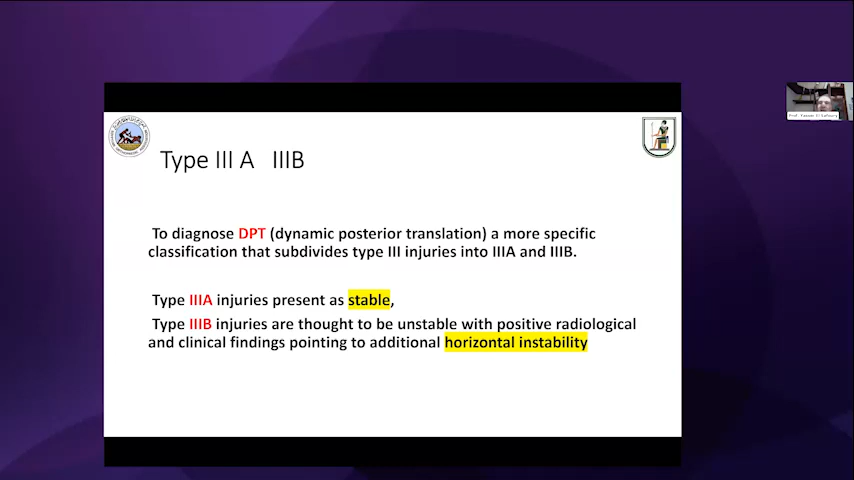 Type III A IIIB
To diagnose DPT (dynamic posterior translation) a more specific
classification that subdivides type III injuries into IIIA and IIIB.
Type IIIA injuries present as stable,
Type IIIB injuries are thought to be unstable with positive radiological
and clinical findings pointing to additional horizontal instability